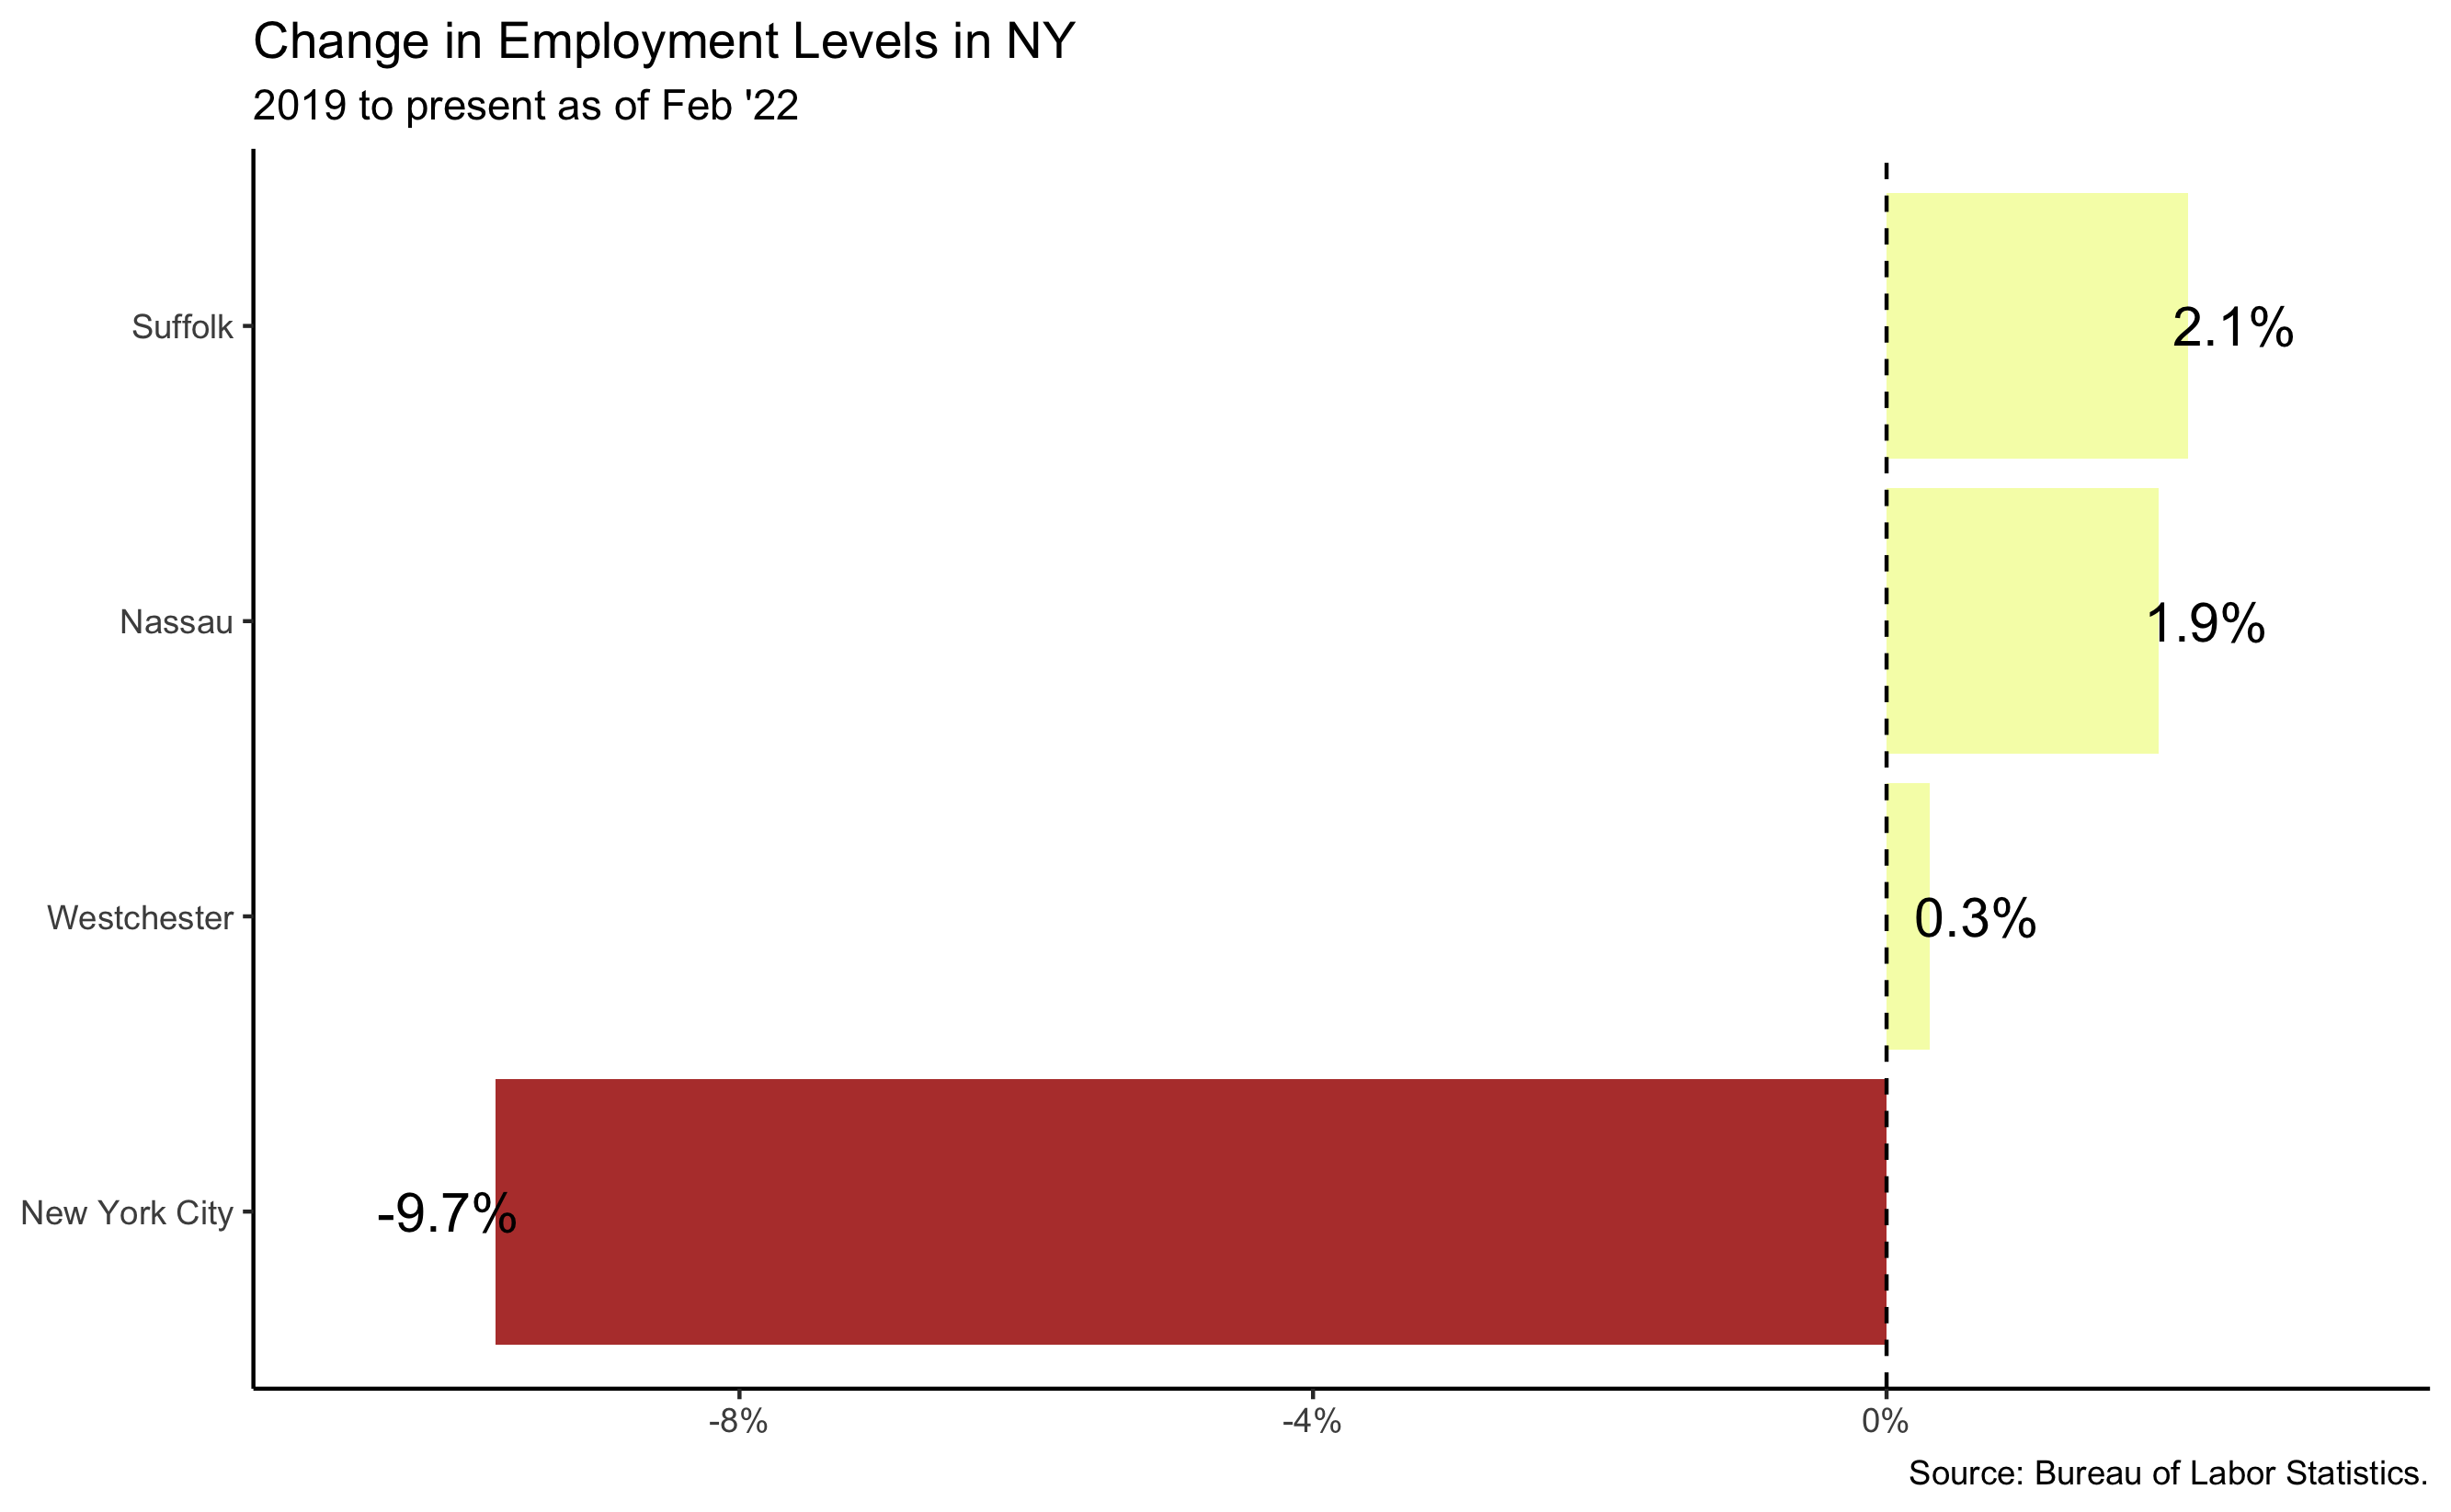 Change in Employment Levels in NY
2019 to present as of Feb '22
Suffolk
2.1%
Nassau
1.9%
Westchester
0.3%
New York City
-9.7%
-8%
-4%
0%
Source: Bureau of Labor Statistics.